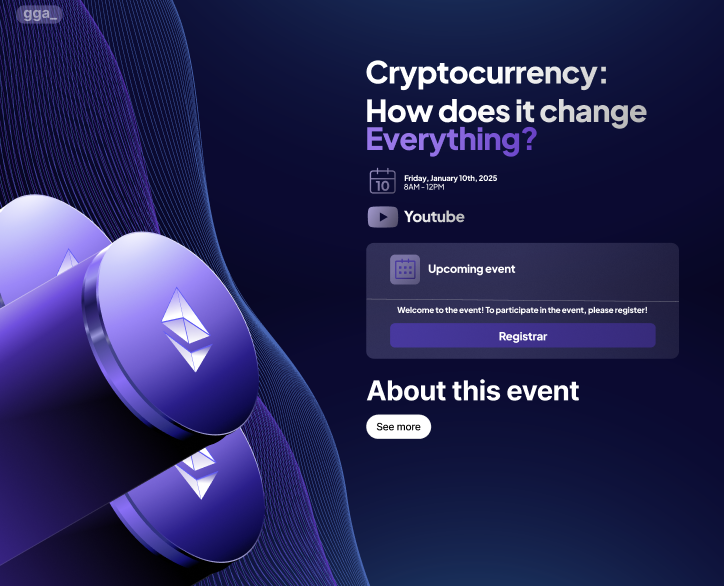 gga_
Cryptocurrency:
How does it change
Everything?
10
Friday, January 10th, 2025
8AM - 12PM
Youtube
Upcoming event
Welcome to the event! To participate in the event, please register!
Registrar
About this event
See more